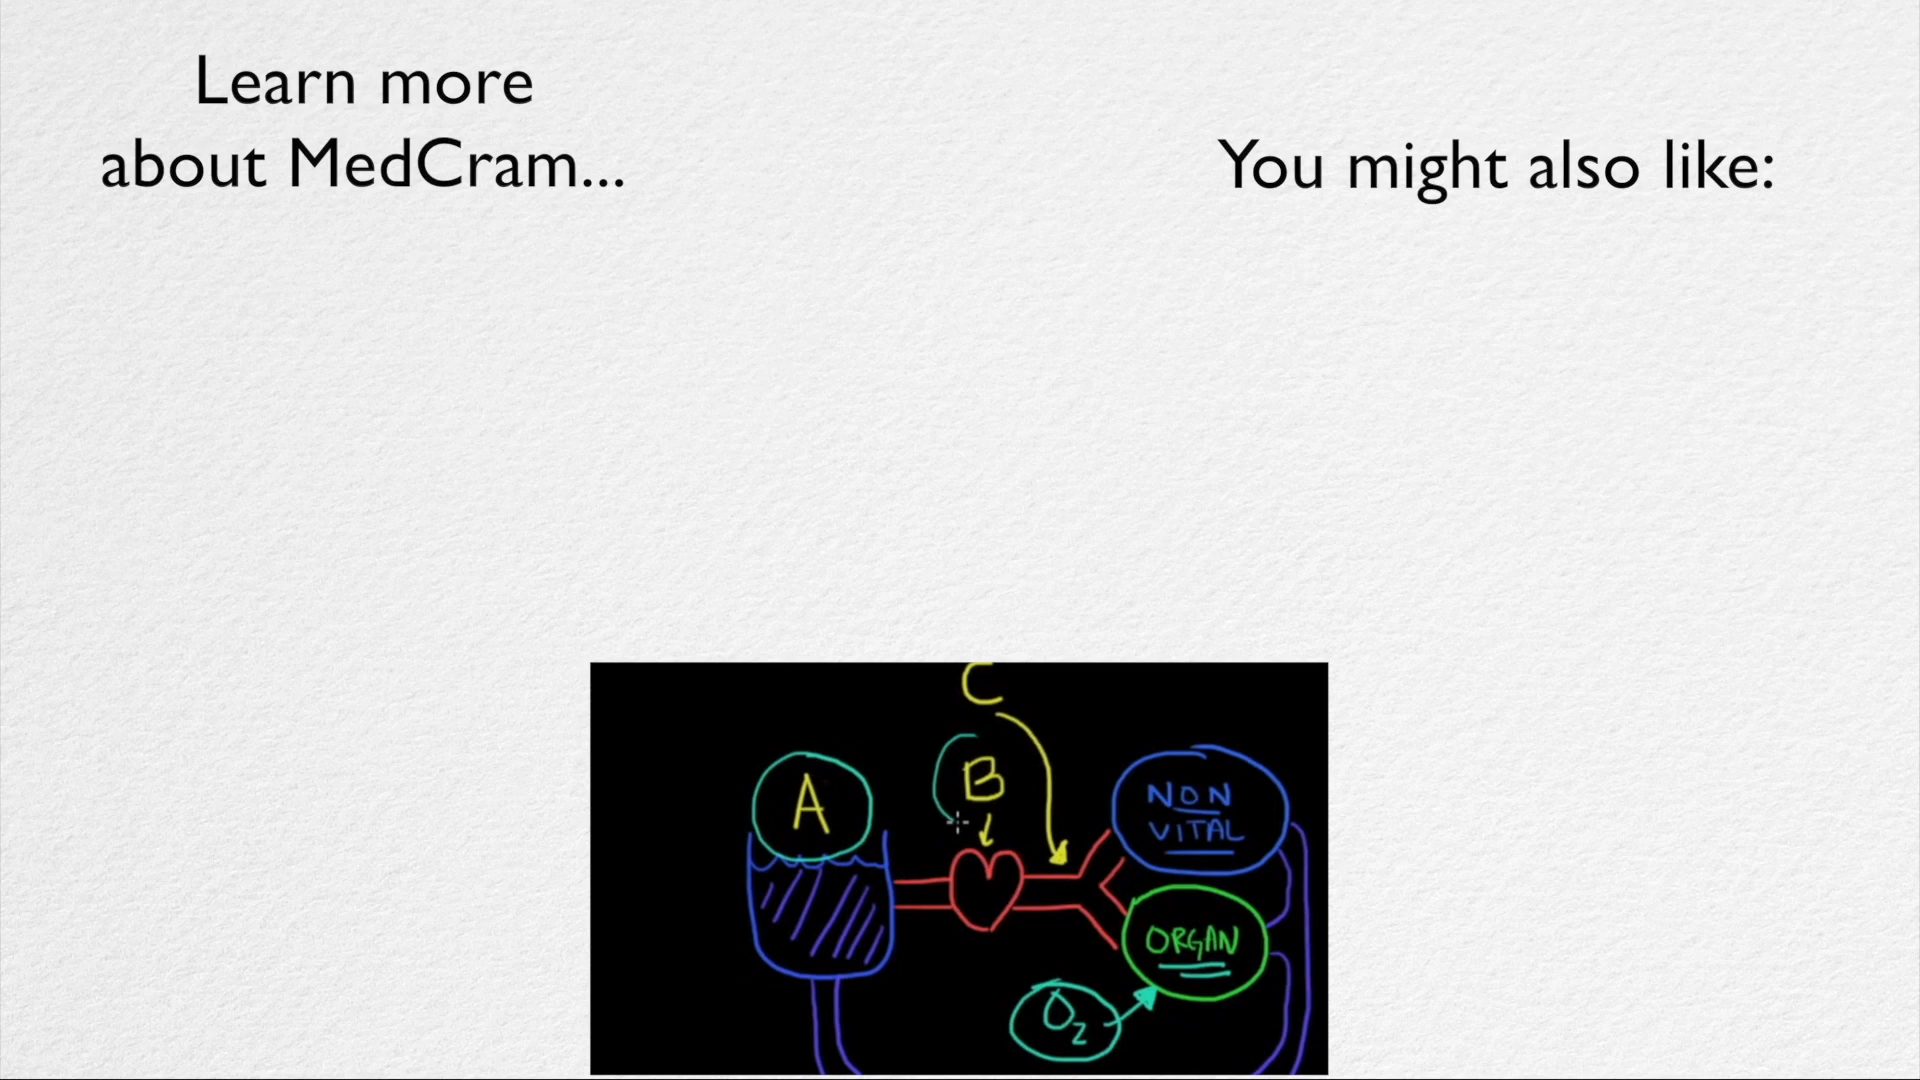 Learn more
about MedCram...
You might also like:
C
B
A
NON
VITAL
ORGAN
O2